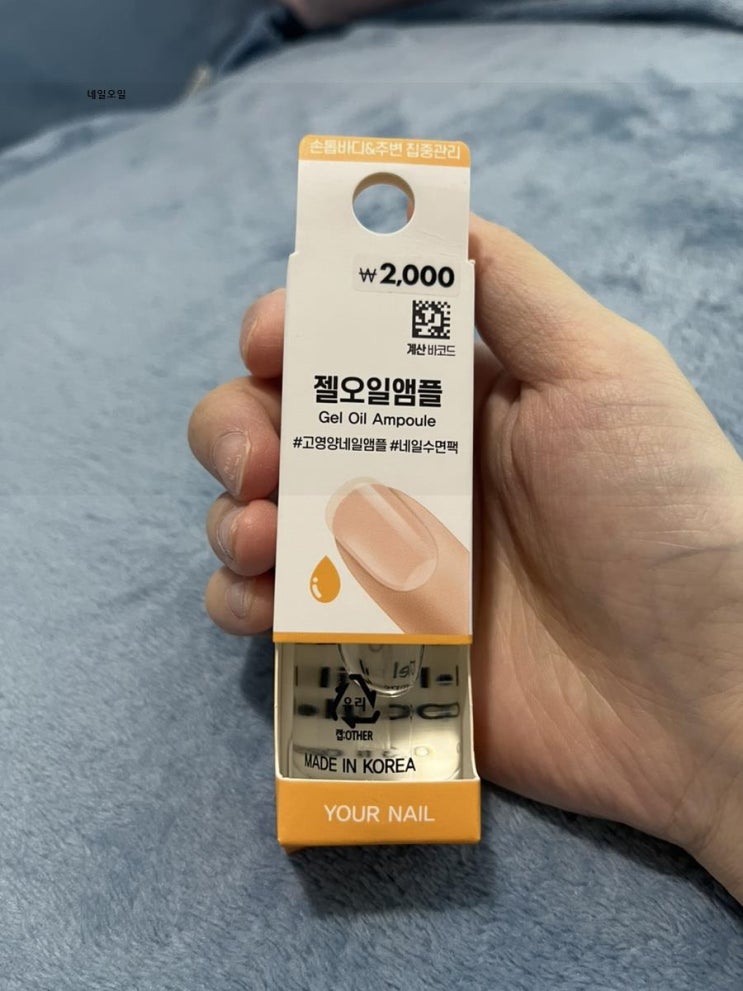 네일오일
손톱바디&주변 집중관리
₩2,000
계산 바코드
젤오일앰플
Gel Oil Ampoule
#고영양네일앰플 #네일수면팩
유리
캡:OTHER
MADE IN KOREA
YOUR NAIL